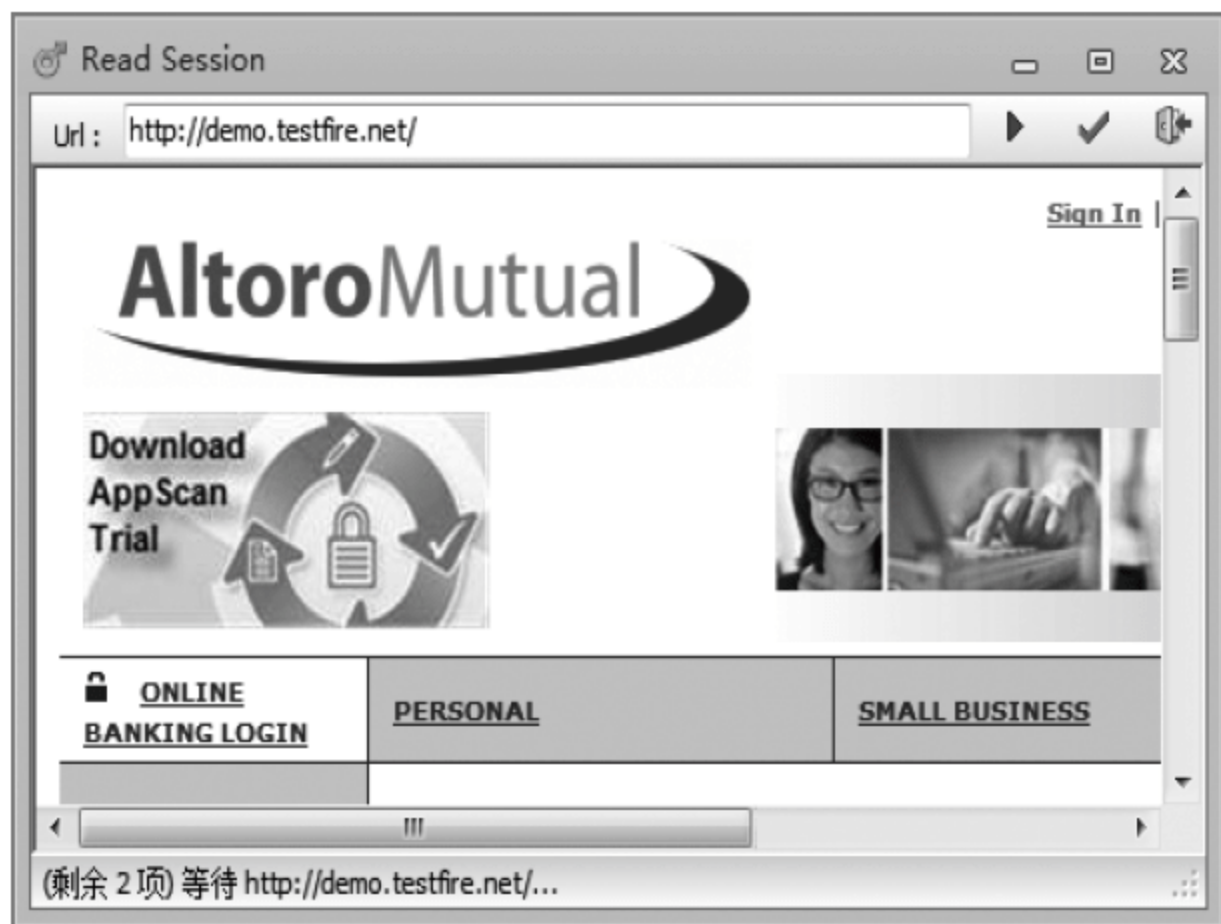 Read Session
Url : http://demo.testfire.net/
Sign In |
AltoroMutual
Download
AppScan
Trial
ONLINE
BANKING LOGIN
PERSONAL
SMALL BUSINESS
(剩余 2 项) 等待 http://demo.testfire.net/...